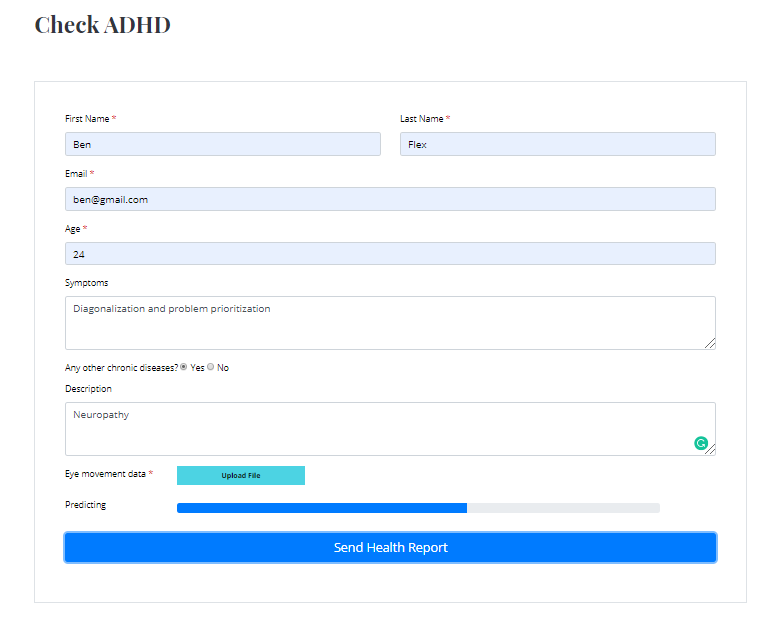 Check ADHD
First Name * Last Name *
Ben Flex
Email *
ben@gmail.com
Age *
24
Symptoms
Diagonalization and problem prioritization
Any other chronic diseases? Yes No
Description
Neuropathy
Eye movement data * Upload File
Predicting
Send Health Report